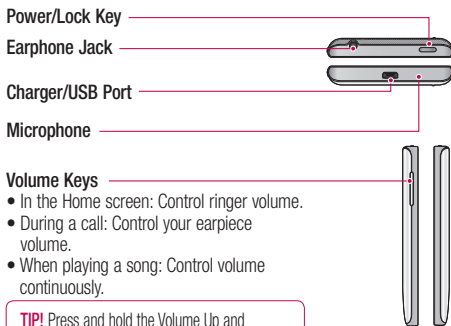 Power/Lock Key
Earphone Jack
Charger/USB Port
Microphone
Volume Keys
• In the Home screen: Control ringer volume.
• During a call: Control your earpiece
volume.
• When playing a song: Control volume
continuously.
TIP! Press and hold the Volume Up and